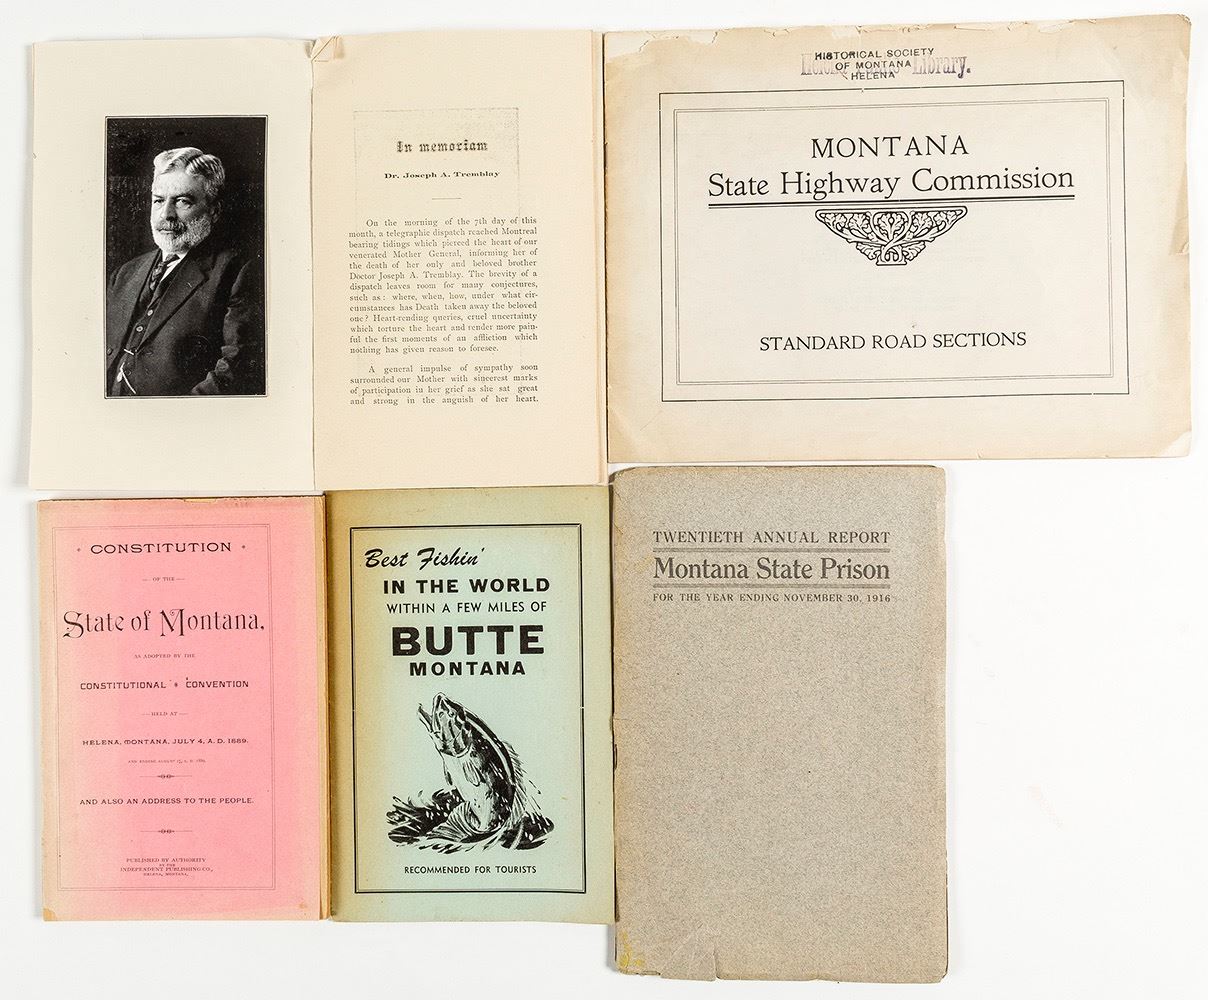 In memoriam
Dr. Joseph A. Tremblay
On the morning of the 7th day of this
month, a telegraphic dispatch reached Montreal
bearing tidings which pierced the heart of our
venerated Mother General, informing her of
the death of her only and beloved brother
Doctor Joseph A. Tremblay. The brevity of a
dispatch leaves room for many conjectures,
such as: where, when, how, under what cir-
cumstances has Death taken away the beloved
one? Heart-rending queries, cruel uncertainty
which torture the heart and render more pain-
ful the first moments of an affliction which
nothing has given reason to foresee.
A general impulse of sympathy soon
surrounded our Mother with sincerest marks
of participation in her grief as she sat great
and strong in the anguish of her heart.
HISTORICAL SOCIETY
OF MONTANA
HELENA
Library.
MONTANA
State Highway Commission
STANDARD ROAD SECTIONS
CONSTITUTION
OF THE
State of Montana,
AS ADOPTED BY THE
CONSTITUTIONAL CONVENTION
HELD AT
HELENA, MONTANA, JULY 4, A. D. 1889.
AND ENDING AUGUST 17, A. D. 1889.
AND ALSO AN ADDRESS TO THE PEOPLE.
PUBLISHED BY AUTHORITY
BY THE
INDEPENDENT PUBLISHING CO.,
HELENA, MONTANA.
Best Fishin'
IN THE WORLD
WITHIN A FEW MILES OF
BUTTE
MONTANA
RECOMMENDED FOR TOURISTS
TWENTIETH ANNUAL REPORT
Montana State Prison
FOR THE YEAR ENDING NOVEMBER 30, 1916